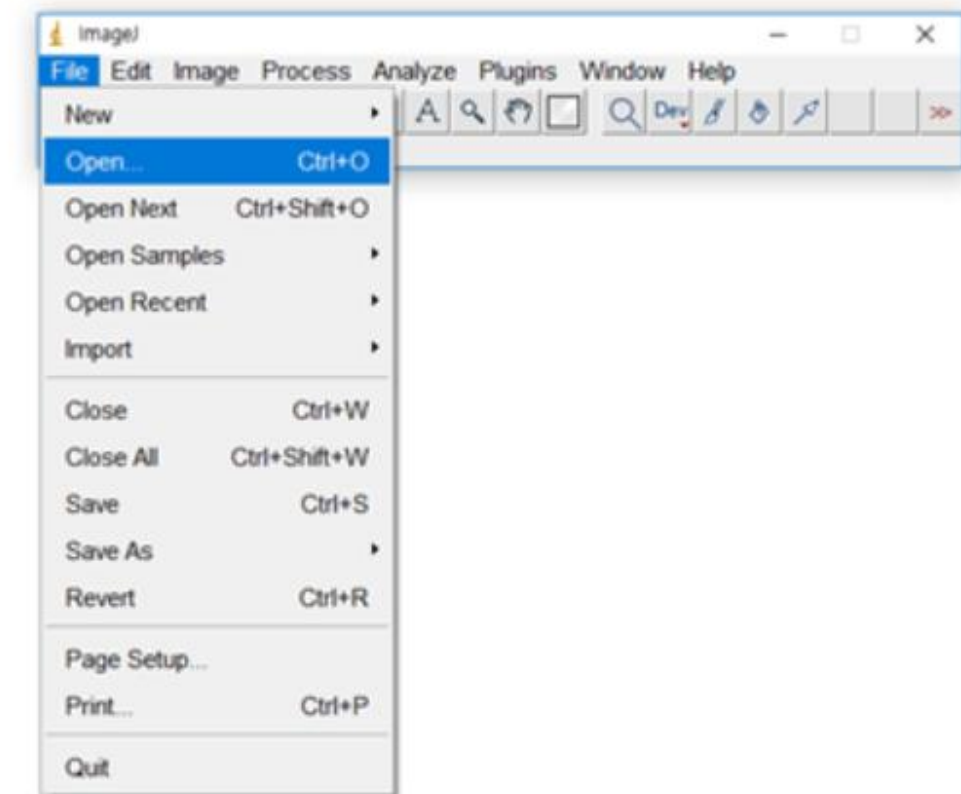 ImageJ
File Edit Image Process Analyze Plugins Window Help
A Dev >>
New
Open... Ctrl+O
Open Next Ctrl+Shift+O
Open Samples
Open Recent
Import
Close Ctrl+W
Close All Ctrl+Shift+W
Save Ctrl+S
Save As
Revert Ctrl+R
Page Setup...
Print... Ctrl+P
Quit